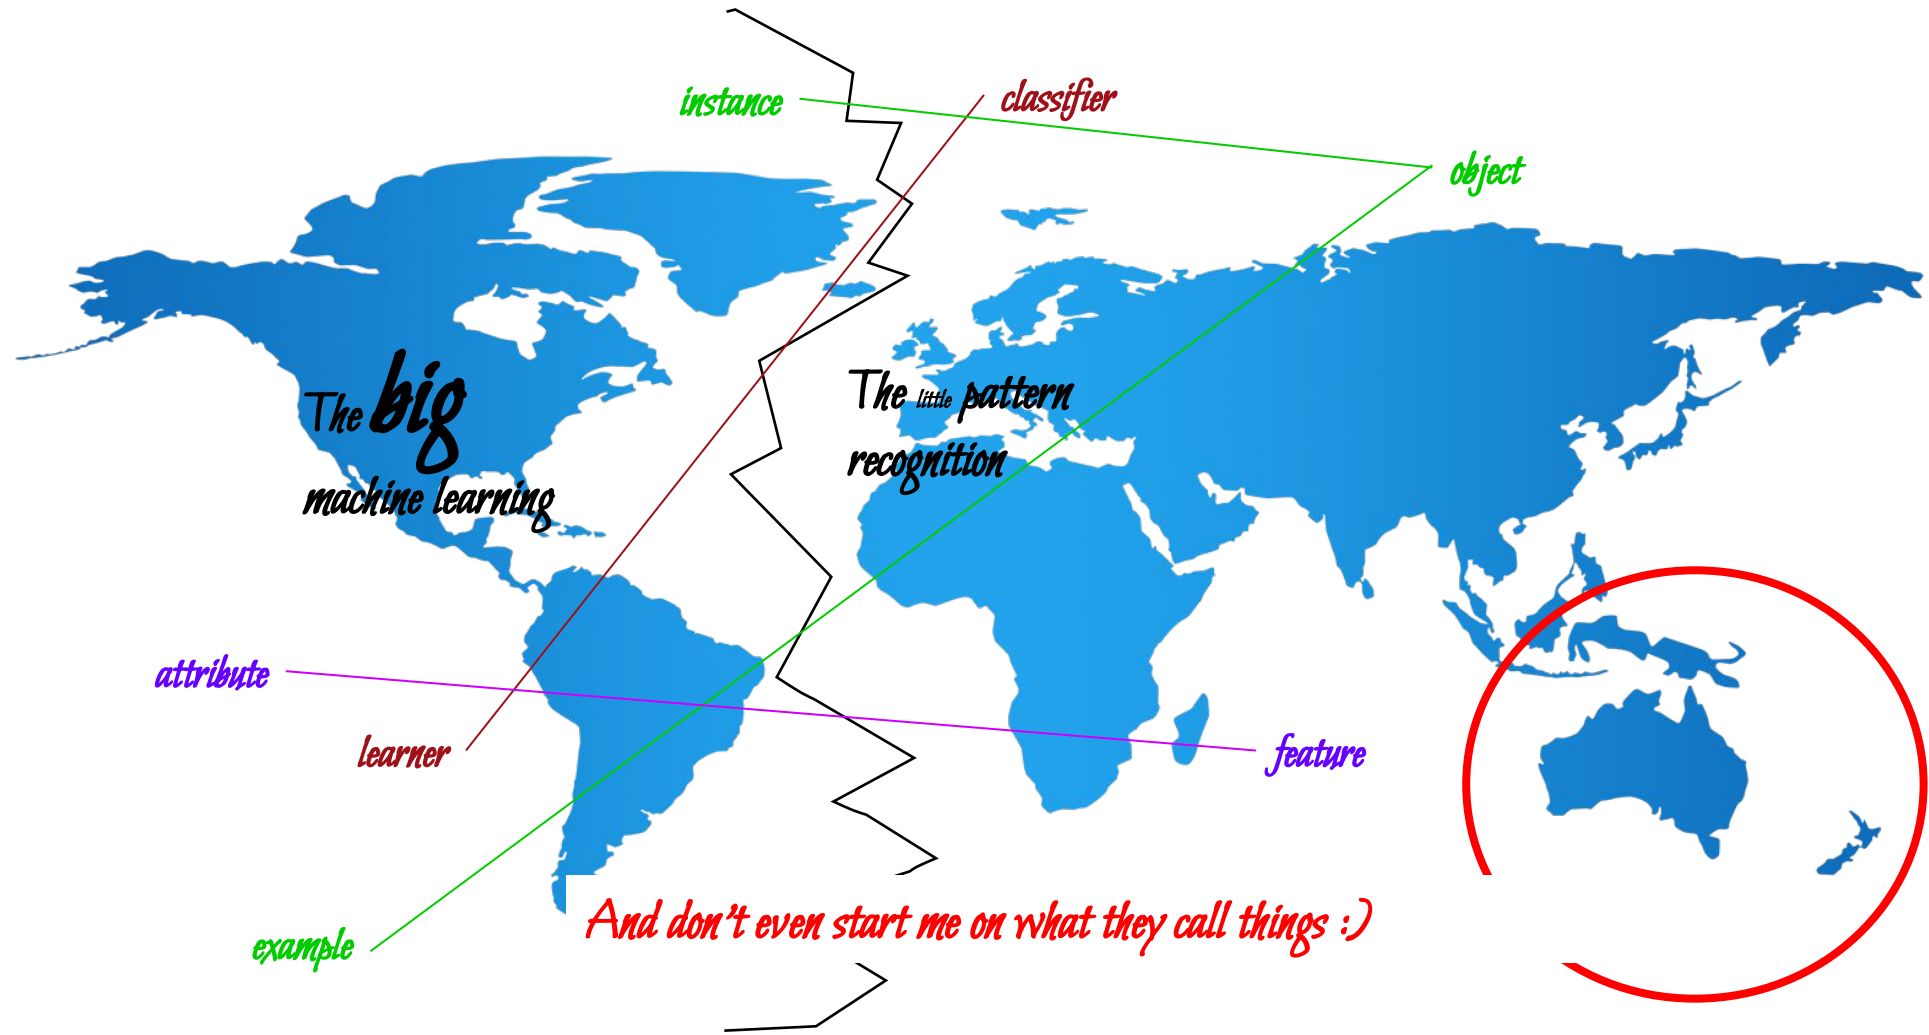 instance
classifier
object
The big
machine learning
The little pattern
recognition
attribute
learner
feature
example
And don't even start me on what they call things :)